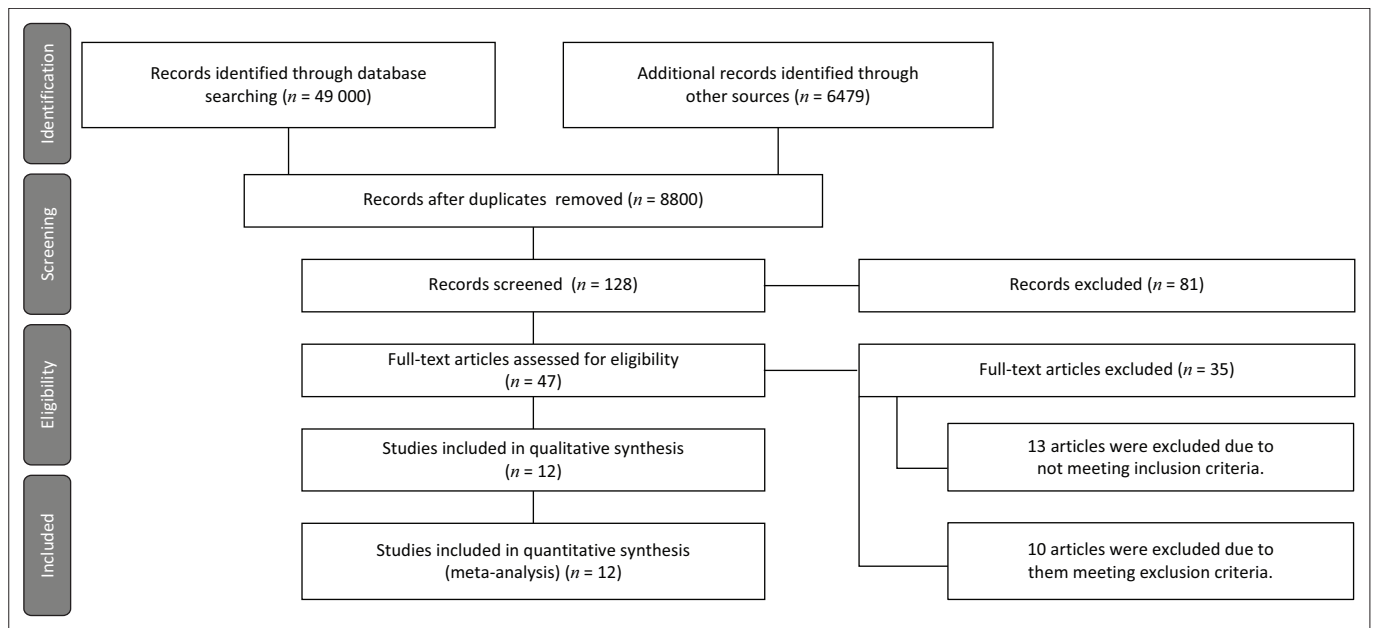 Identification
Records identified through database
searching (n = 49 000)
Additional records identified through
other sources (n = 6479)
Screening
Records after duplicates removed (n = 8800)
Records screened (n = 128)
Records excluded (n = 81)
Eligibility
Full-text articles assessed for eligibility
(n = 47)
Full-text articles excluded (n = 35)
13 articles were excluded due to
not meeting inclusion criteria.
Studies included in qualitative synthesis
(n = 12)
Included
Studies included in quantitative synthesis
(meta-analysis) (n = 12)
10 articles were excluded due to
them meeting exclusion criteria.